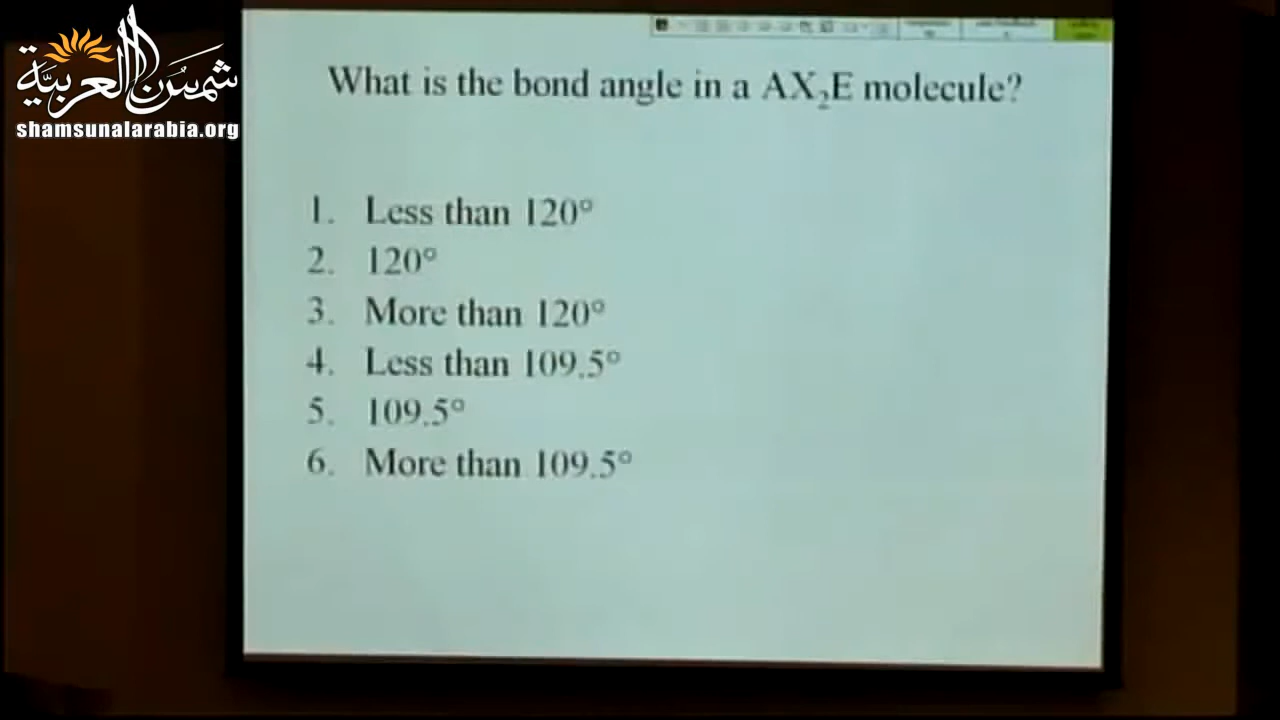 شمسُن العربيّة
shamsunalarabia.org
What is the bond angle in a AX₂E molecule?
1. Less than 120°
2. 120°
3. More than 120°
4. Less than 109.5°
5. 109.5°
6. More than 109.5°